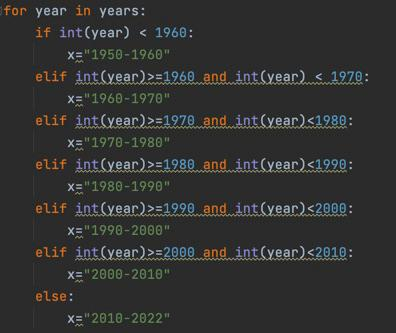 for year in years:
    if int(year) < 1960:
        x="1950-1960"
    elif int(year)>=1960 and int(year) < 1970:
        x="1960-1970"
    elif int(year)>=1970 and int(year)<1980:
        x="1970-1980"
    elif int(year)>=1980 and int(year)<1990:
        x="1980-1990"
    elif int(year)>=1990 and int(year)<2000:
        x="1990-2000"
    elif int(year)>=2000 and int(year)<2010:
        x="2000-2010"
    else:
        x="2010-2022"